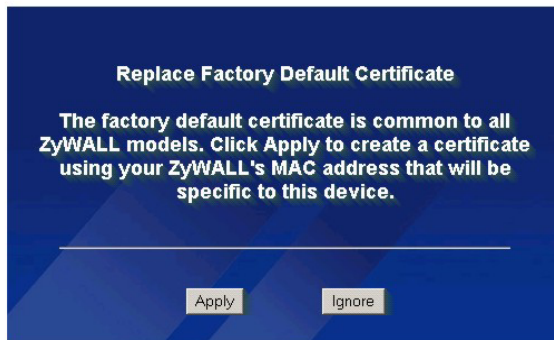 Replace Factory Default Certificate
The factory default certificate is common to all
ZyWALL models. Click Apply to create a certificate
using your ZyWALL's MAC address that will be
specific to this device.
Apply
Ignore